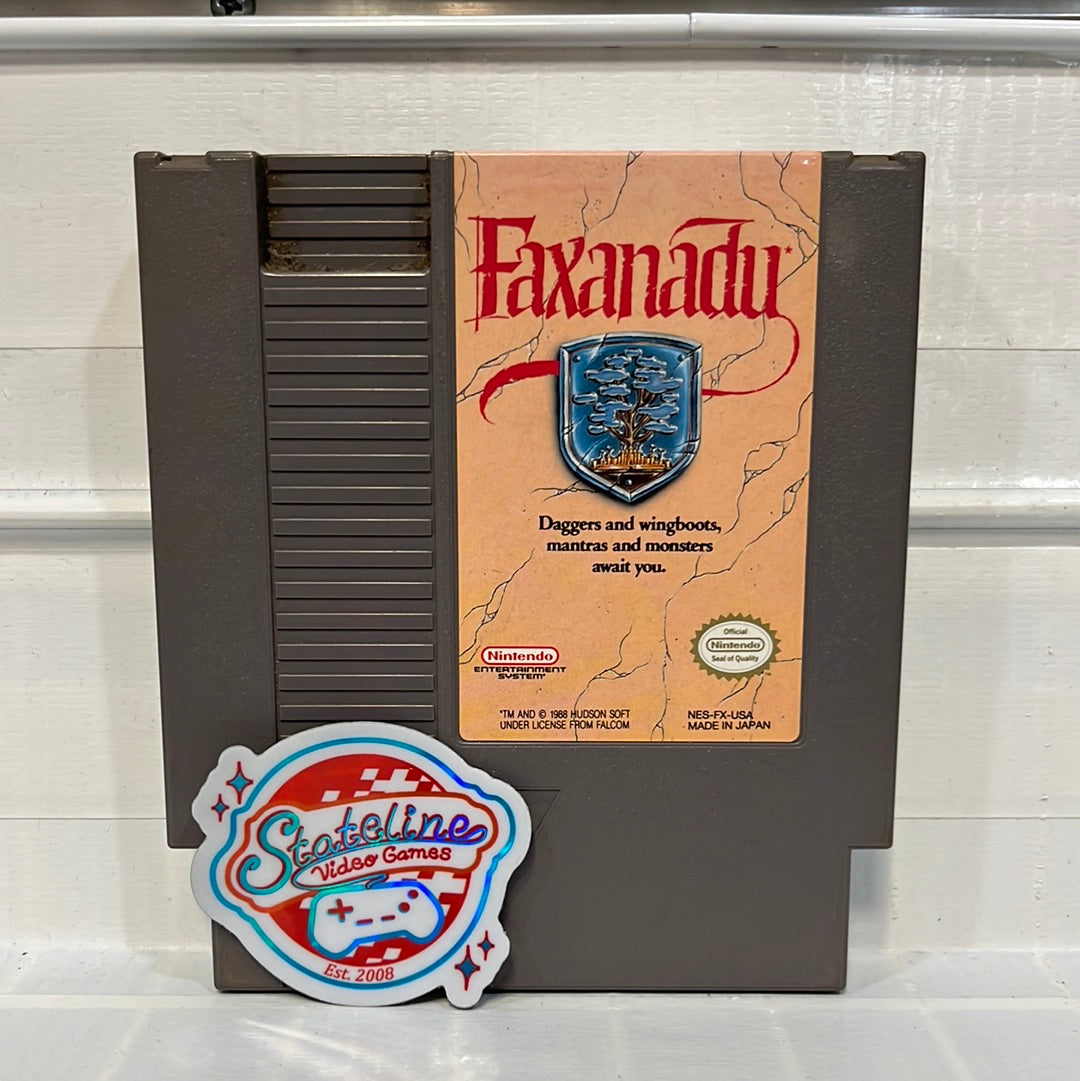 Faxanadu*
Daggers and wingboots,
mantras and monsters
await you.
Nintendo
ENTERTAINMENT
SYSTEM
Official
Nintendo
Seal of Quality
*TM AND © 1988 HUDSON SOFT
UNDER LICENSE FROM FALCOM
NES-FX-USA
MADE IN JAPAN
Stateline
Video Games
Est. 2008